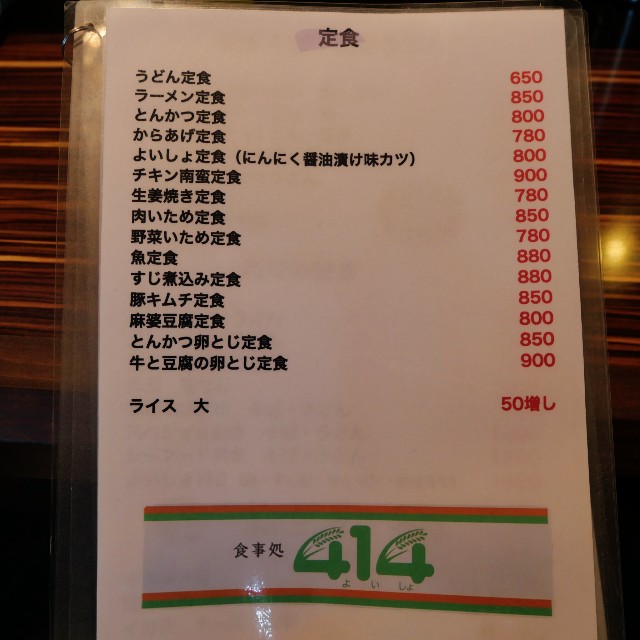 定食
うどん定食 650
ラーメン定食 850
とんかつ定食 800
からあげ定食 780
よいしょ定食（にんにく醤油漬け味カツ） 800
チキン南蛮定食 900
生姜焼き定食 780
肉いため定食 850
野菜いため定食 780
魚定食 880
すじ煮込み定食 880
豚キムチ定食 850
麻婆豆腐定食 800
とんかつ卵とじ定食 850
牛と豆腐の卵とじ定食 900
ライス　大 50増し
食事処 414
よ い しょ